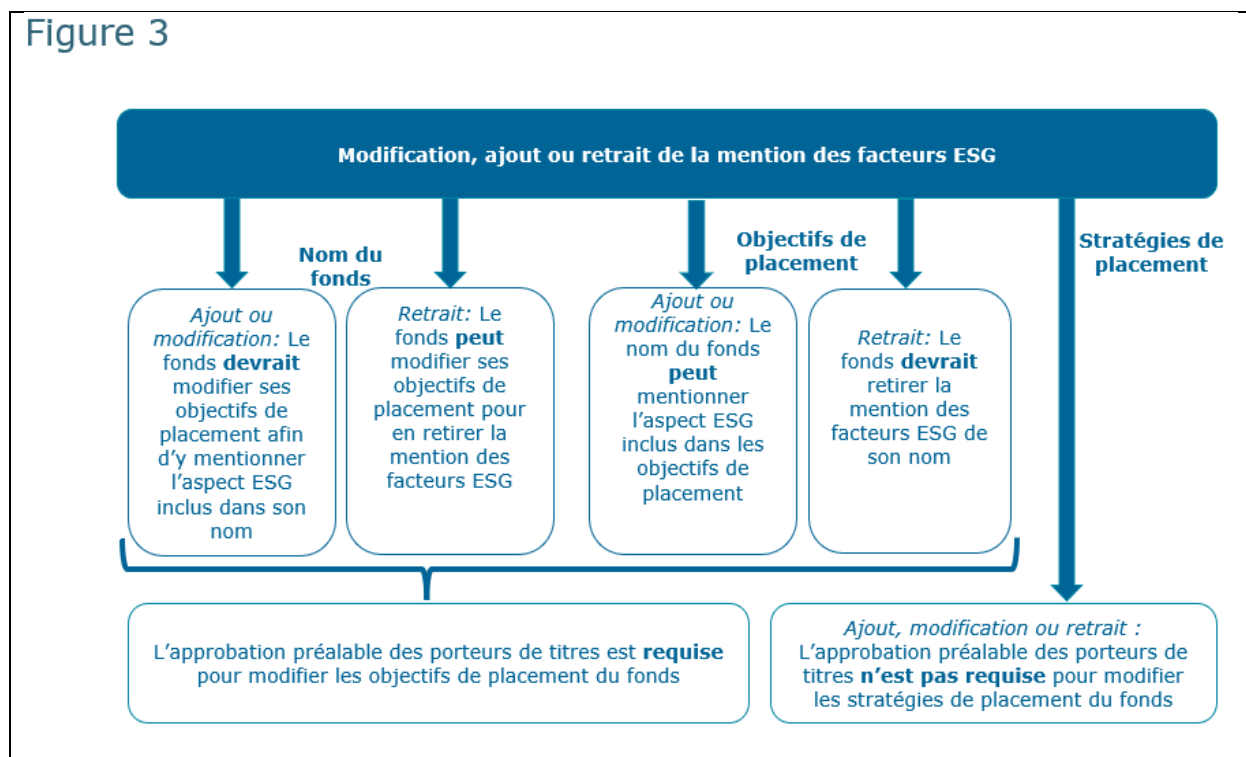 Figure 3
Modification, ajout ou retrait de la mention des facteurs ESG
Nom du
fonds
Objectifs de
placement
Stratégies de
placement
Ajout ou
modification: Le
fonds devrait
modifier ses
objectifs de
placement afin
d'y mentionner
l'aspect ESG
inclus dans son
nom
Retrait: Le
fonds peut
modifier ses
objectifs de
placement pour
en retirer la
mention des
facteurs ESG
Ajout ou
modification: Le
nom du fonds
peut
mentionner
l'aspect ESG
inclus dans les
objectifs de
placement
Retrait: Le
fonds devrait
retirer la
mention des
facteurs ESG de
son nom
L'approbation préalable des porteurs de titres est requise
pour modifier les objectifs de placement du fonds
Ajout, modification ou retrait :
L'approbation préalable des porteurs de
titres n'est pas requise pour modifier
les stratégies de placement du fonds